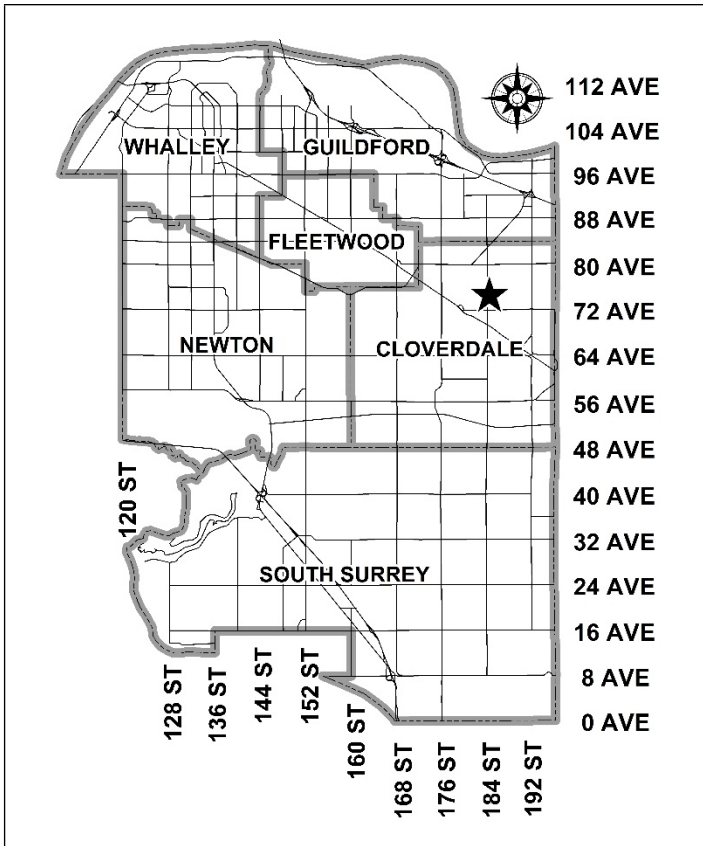 112 AVE
104 AVE
WHALLEY
GUILDFORD
96 AVE
88 AVE
FLEETWOOD
80 AVE
72 AVE
NEWTON
CLOVERDALE
64 AVE
56 AVE
48 AVE
120 ST
40 AVE
32 AVE
SOUTH SURREY
24 AVE
16 AVE
8 AVE
0 AVE
128 ST
136 ST
144 ST
152 ST
160 ST
168 ST
176 ST
184 ST
192 ST